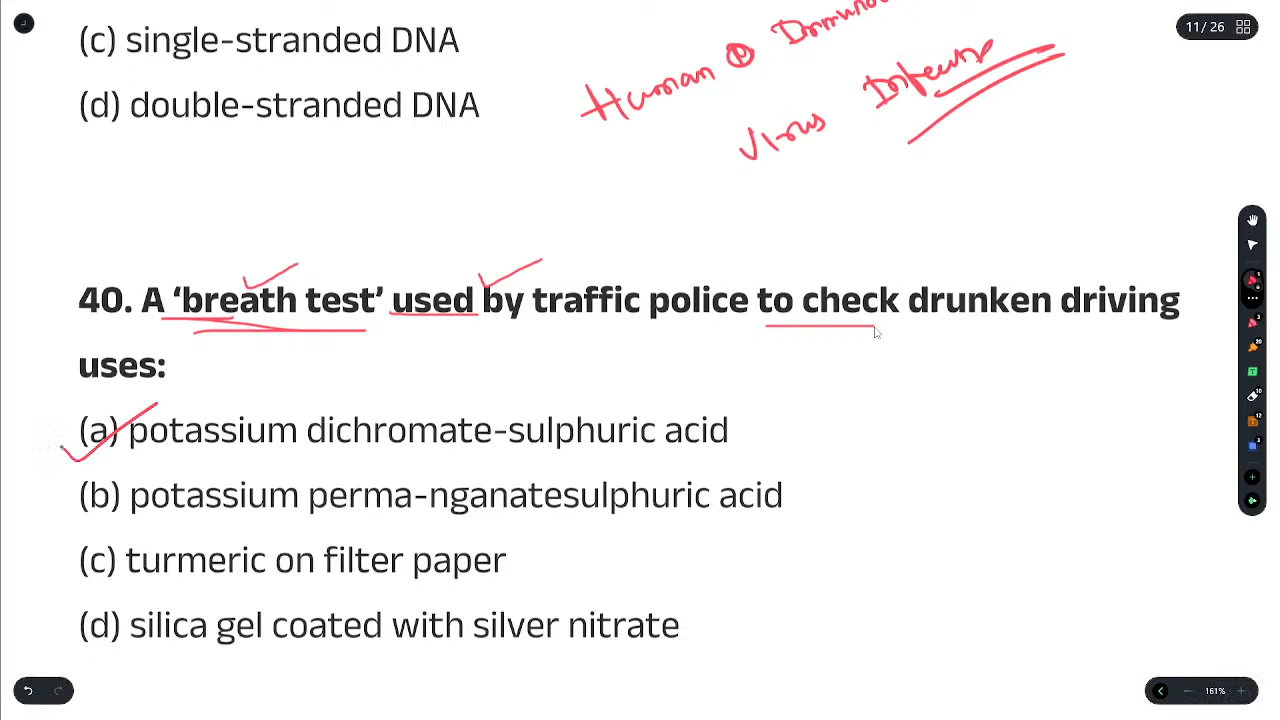 (c) single-stranded DNA
11 / 26
(d) double-stranded DNA
Human
Virus
40. A ‘breath test’ used by traffic police to check drunken driving
uses:
(a) potassium dichromate-sulphuric acid
(b) potassium perma-nganatesulphuric acid
(c) turmeric on filter paper
(d) silica gel coated with silver nitrate
161%